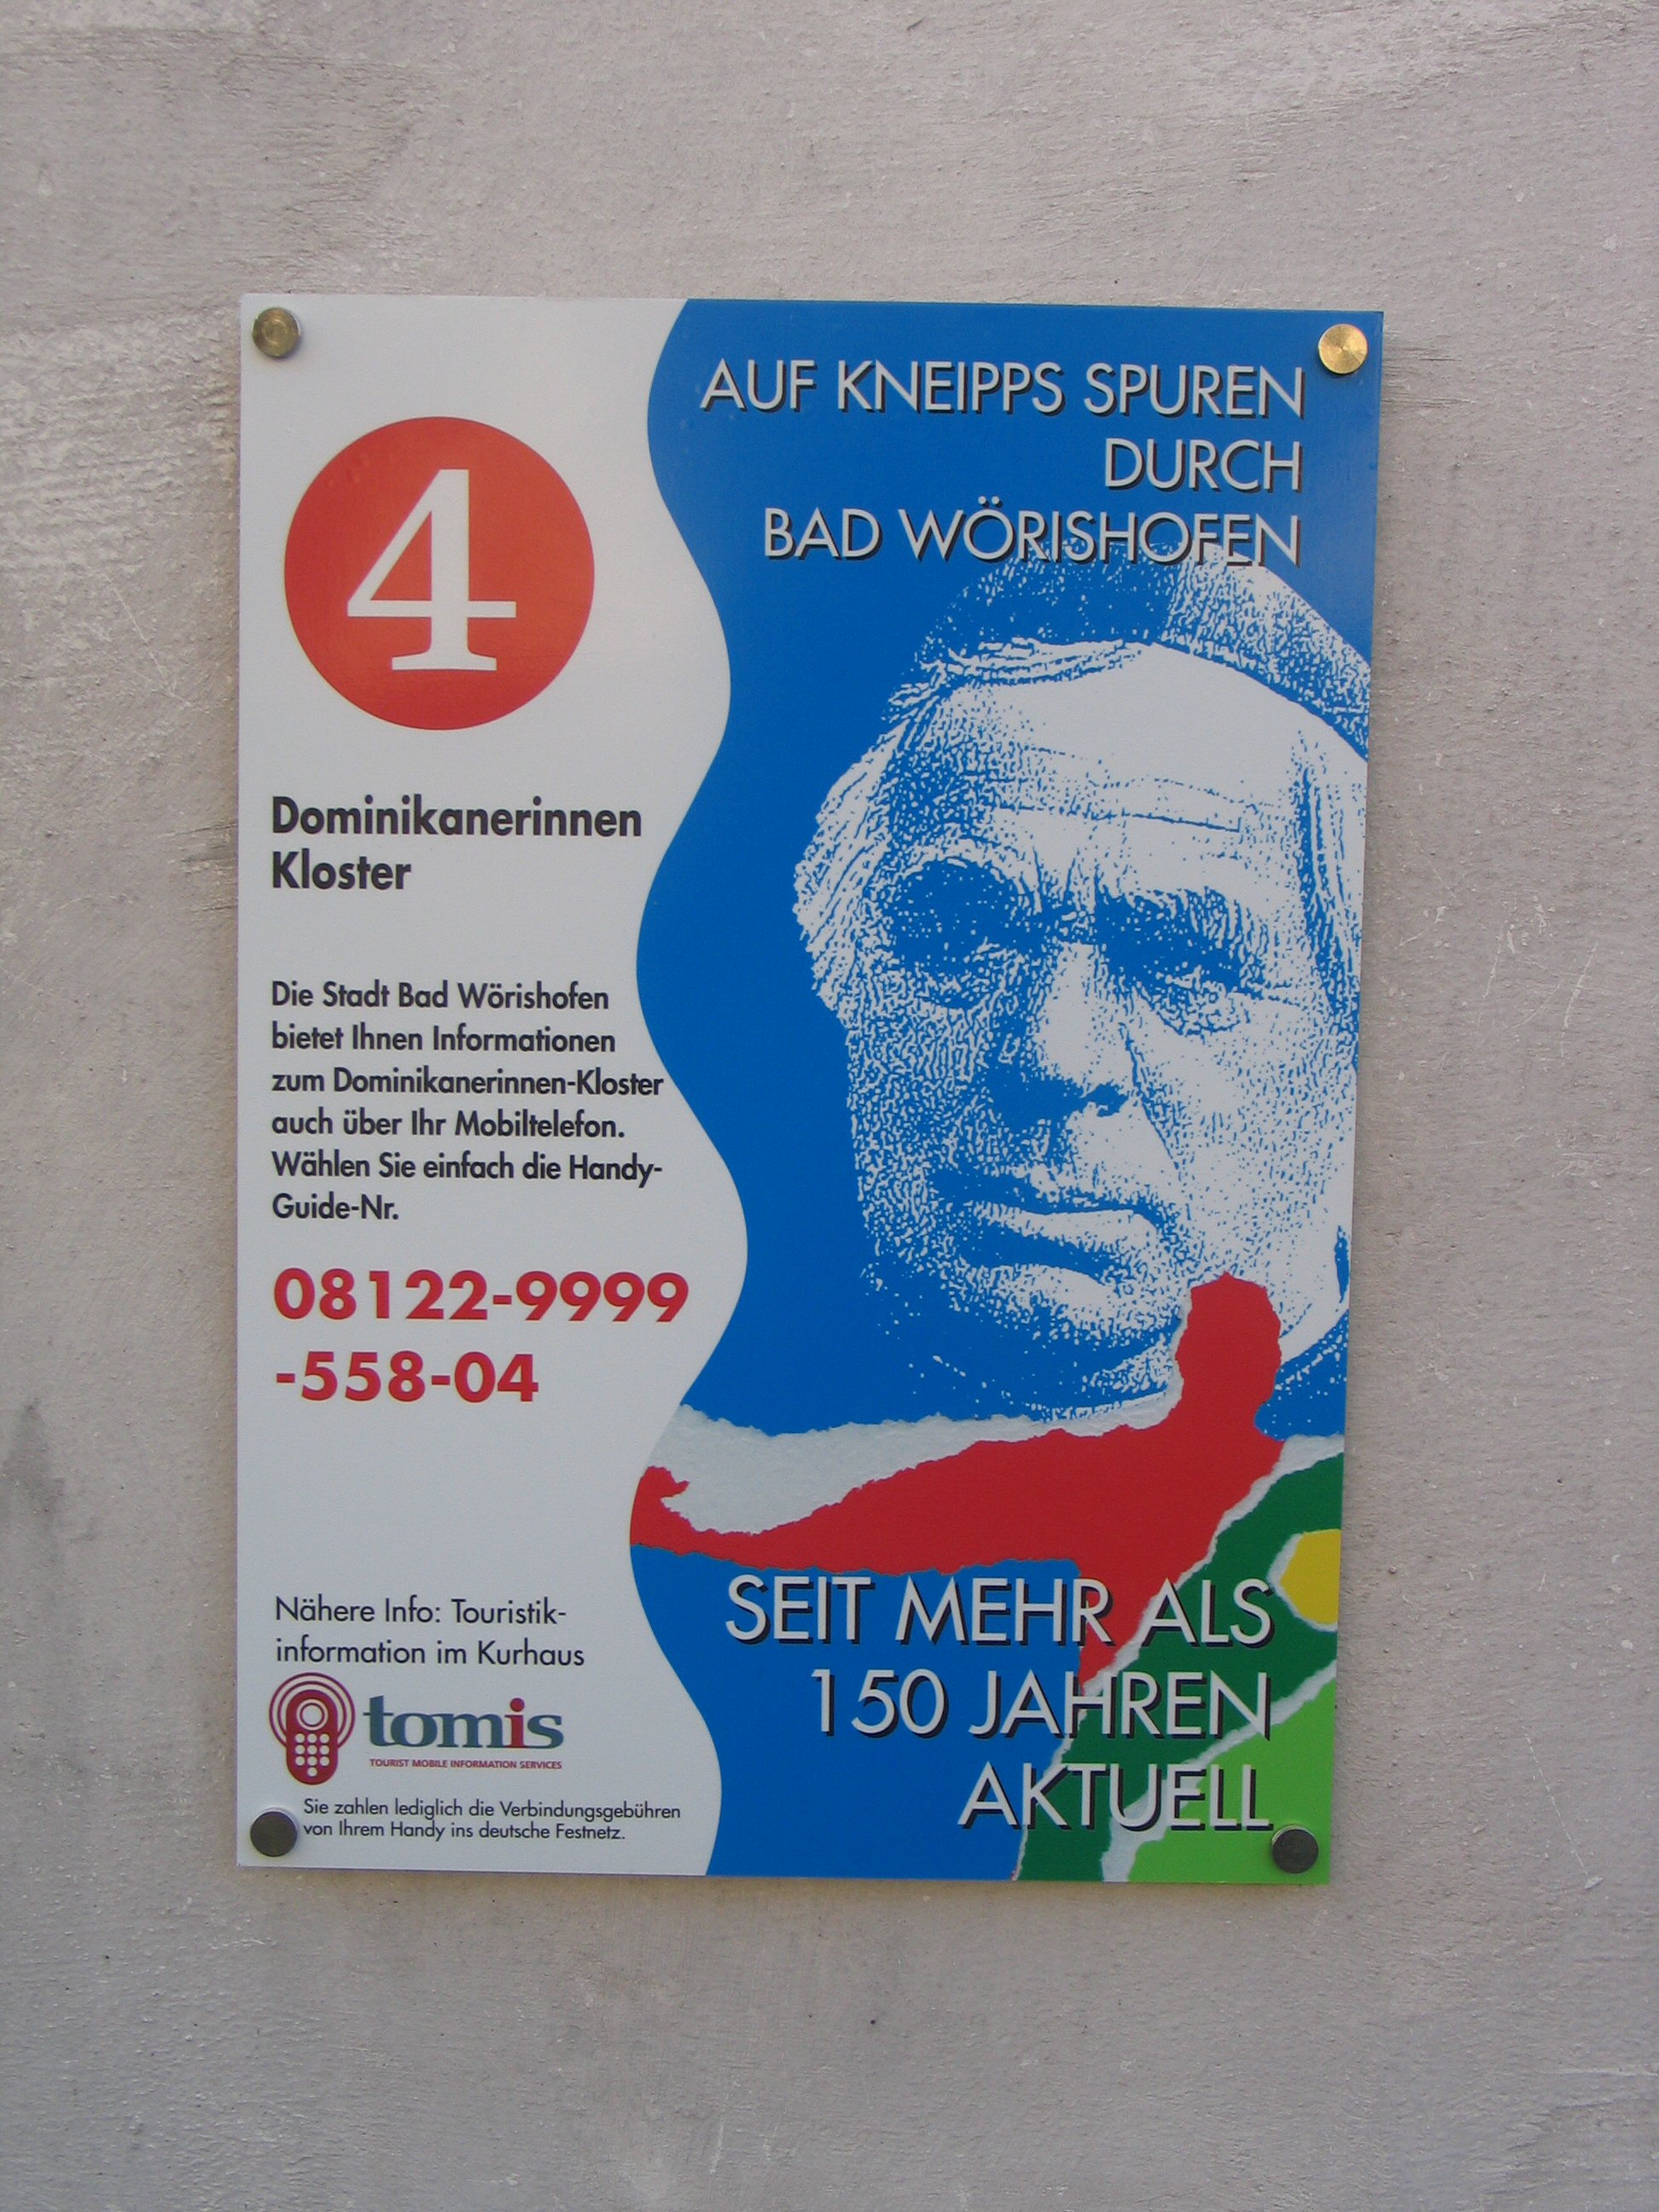 4
Dominikanerinnen
Kloster
Die Stadt Bad Wörishofen
bietet Ihnen Informationen
zum Dominikanerinnen-Kloster
auch über Ihr Mobiltelefon.
Wählen Sie einfach die Handy-
Guide-Nr.
08122-9999
-558-04
Nähere Info: Touristik-
information im Kurhaus
tomis
TOURIST MOBILE INFORMATION SERVICES
Sie zahlen lediglich die Verbindungsgebühren
von Ihrem Handy ins deutsche Festnetz.
AUF KNEIPPS SPUREN
DURCH
BAD WÖRISHOFEN
SEIT MEHR ALS
150 JAHREN
AKTUELL